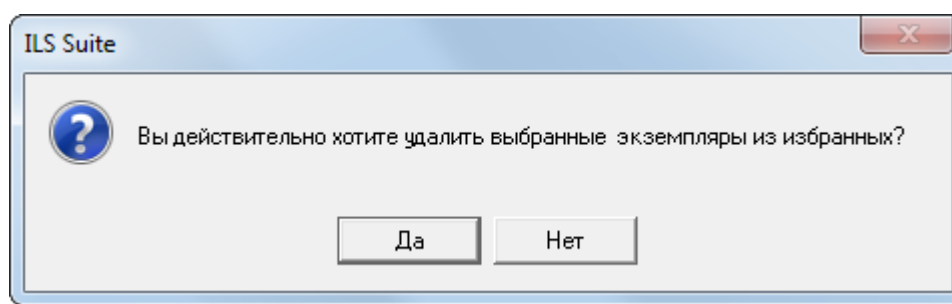 ILS Suite
Вы действительно хотите удалить выбранные экземпляры из избранных?
Да
Нет